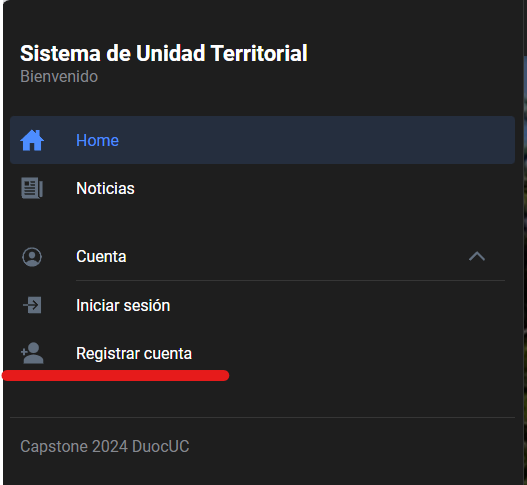 Sistema de Unidad Territorial
Bienvenido
Home
Noticias
Cuenta
Iniciar sesión
Registrar cuenta
Capstone 2024 DuocUC